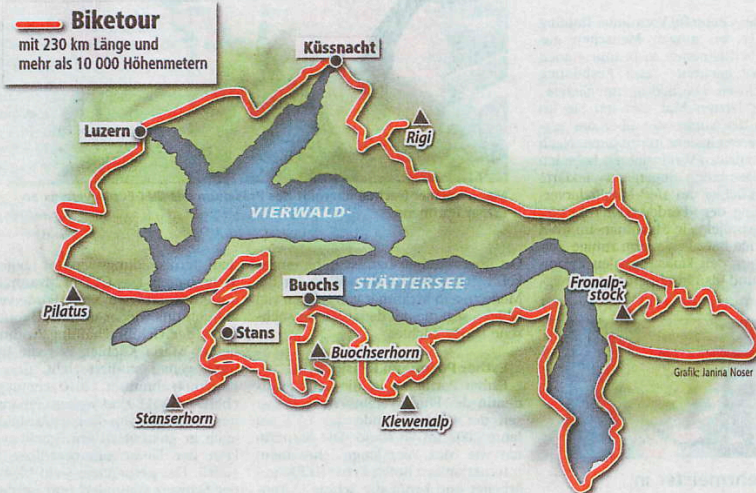 Biketour
mit 230 km Länge und
mehr als 10 000 Höhenmetern
Küssnacht
Luzern
Rigi
VIERWALD-
STÄTTERSEE
Fronalp-
stock
Pilatus
Buochs
Stans
Buochserhorn
Grafik: Janina Noser
Stanserhorn
Klewenalp